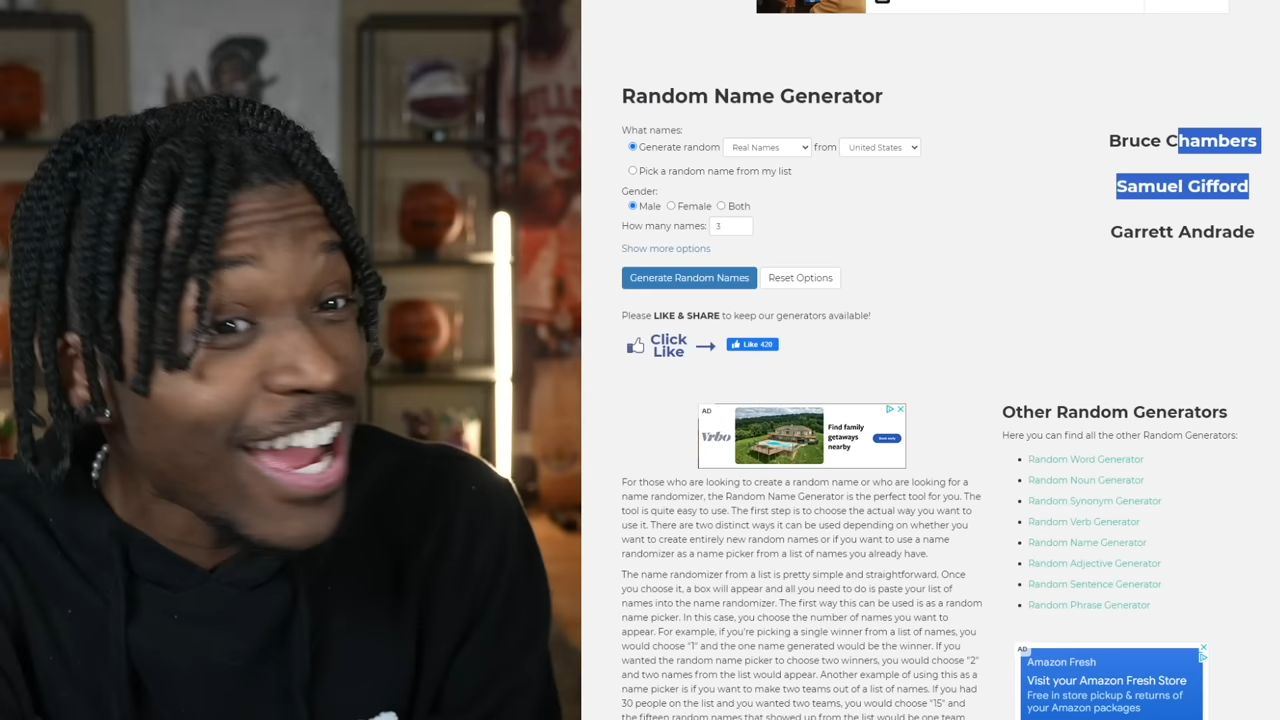 Random Name Generator
What names:
Generate random Real Names from United States
Pick a random name from my list
Gender:
Male Female Both
How many names: 3
Show more options
Generate Random Names Reset Options
Please LIKE & SHARE to keep our generators available!
Click
Like
Like 420
Bruce Chambers
Samuel Gifford
Garrett Andrade
AD
Vrbo
Find family
getaways
nearby
For those who are looking to create a random name or who are looking for a
name randomizer, the Random Name Generator is the perfect tool for you. The
tool is quite easy to use. The first step is to choose the actual way you want to
use it. There are two distinct ways it can be used depending on whether you
want to create entirely new random names or if you want to use a name
randomizer as a name picker from a list of names you already have.
The name randomizer from a list is pretty simple and straightforward. Once
you choose it, a box will appear and all you need to do is paste your list of
names into the name randomizer. The first way this can be used is as a random
name picker. In this case, you choose the number of names you want to
appear. For example, if you're picking a single winner from a list of names, you
would choose "1" and the one name generated would be the winner. If you
wanted the random name picker to choose two winners, you would choose "2"
and two names from the list would appear. Another example of using this as a
name picker is if you want to make two teams out of a list of names. If you had
30 people on the list and you wanted two teams, you would choose "15" and
the fifteen random names that showed up from the list would be one team
Other Random Generators
Here you can find all the other Random Generators:
Random Word Generator
Random Noun Generator
Random Synonym Generator
Random Verb Generator
Random Name Generator
Random Adjective Generator
Random Sentence Generator
Random Phrase Generator
AD
Amazon Fresh
Visit your Amazon Fresh Store
Free in store pickup & returns of
your Amazon packages